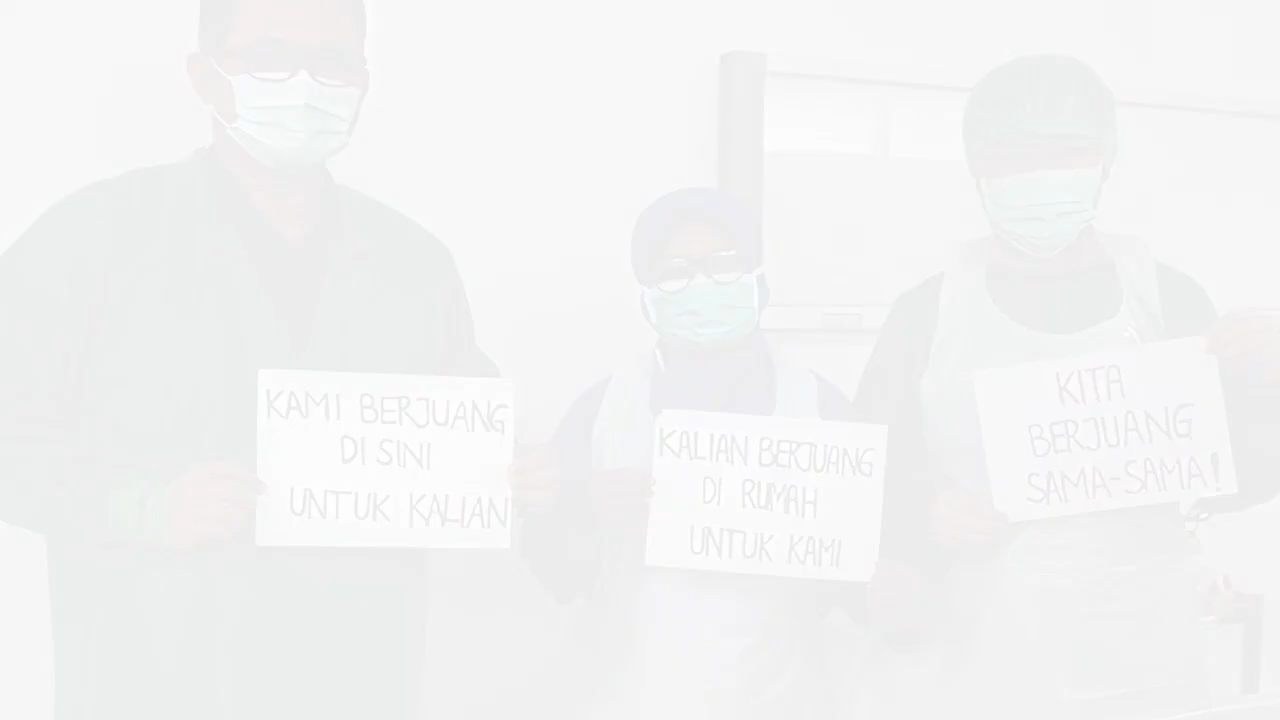 KAMI BERJUANG
DI SINI
UNTUK KALIAN
KALIAN BERJUANG
DI RUMAH
UNTUK KAMI
KITA
BERJUANG
SAMA-SAMA!